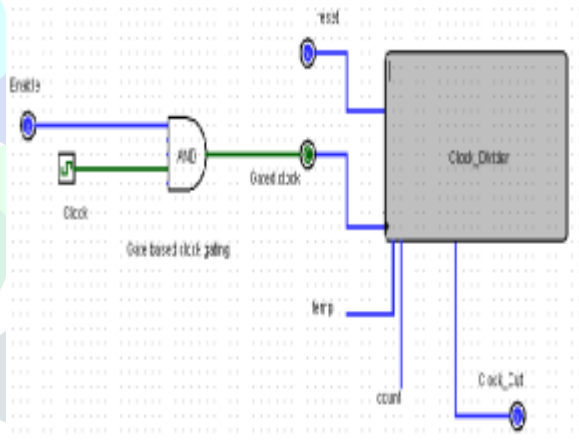 reset
Enable
AND
Clock_Divider
Gated clock
Clock
Gate based clock gating
temp
Clock_Out
count